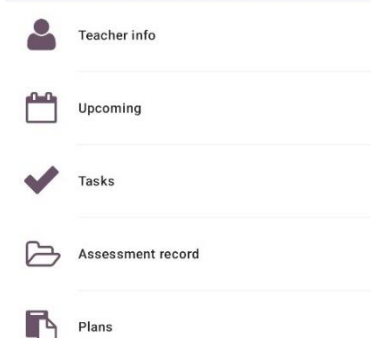 Teacher info
Upcoming
Tasks
Assessment record
Plans